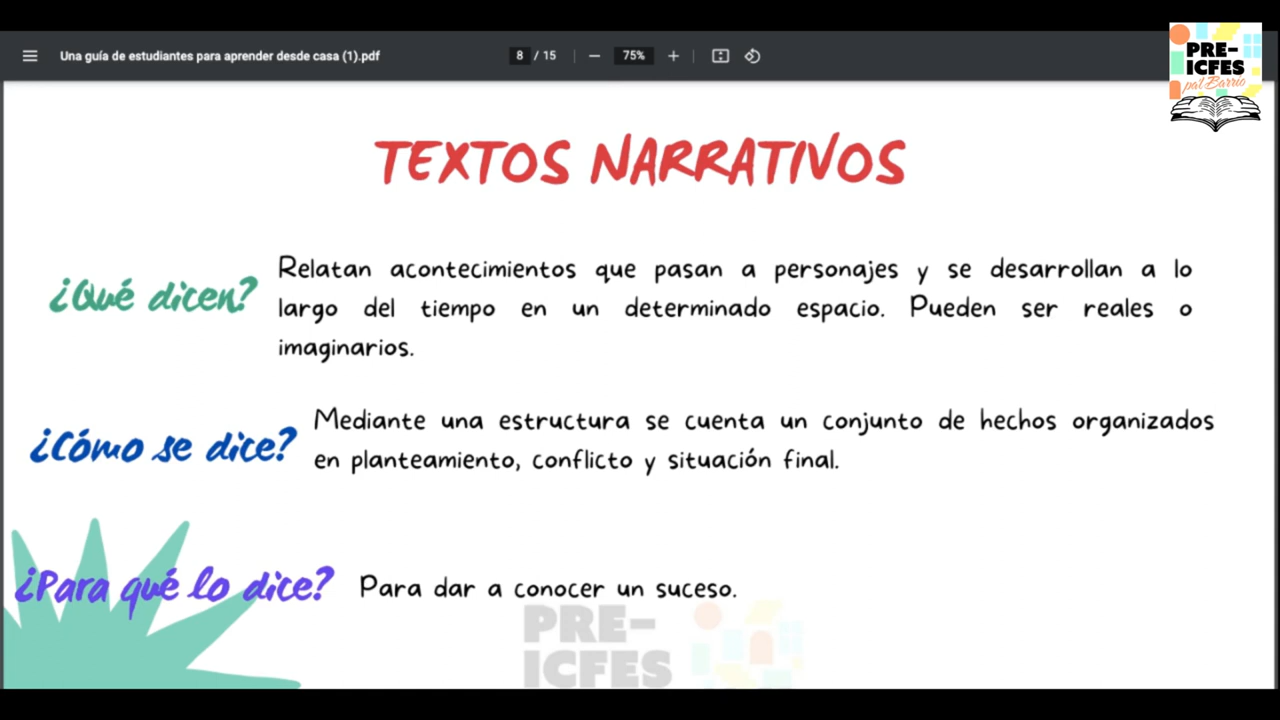 Una guía de estudiantes para aprender desde casa (1).pdf
8 / 15
75%
PRE-
ICFES
pa'l Barrio
TEXTOS NARRATIVOS
¿Qué dicen?
Relatan acontecimientos que pasan a personajes y se desarrollan a lo
largo del tiempo en un determinado espacio. Pueden ser reales o
imaginarios.
¿Cómo se dice?
Mediante una estructura se cuenta un conjunto de hechos organizados
en planteamiento, conflicto y situación final.
¿Para qué lo dice?
Para dar a conocer un suceso.
PRE-
ICFES